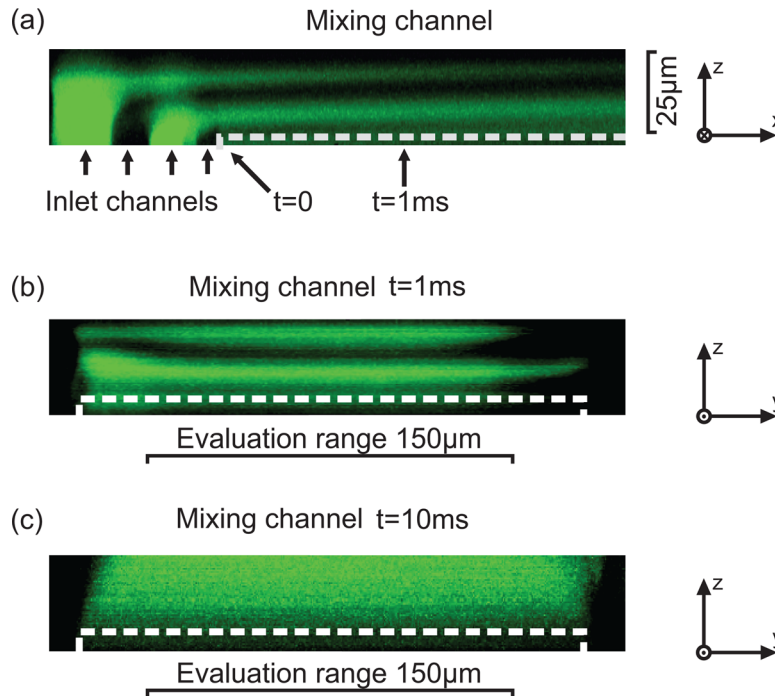 (a)
Mixing channel
25μm
z
x
Inlet channels
t=0
t=1ms
(b)
Mixing channel t=1ms
z
y
Evaluation range 150μm
(c)
Mixing channel t=10ms
z
y
Evaluation range 150μm